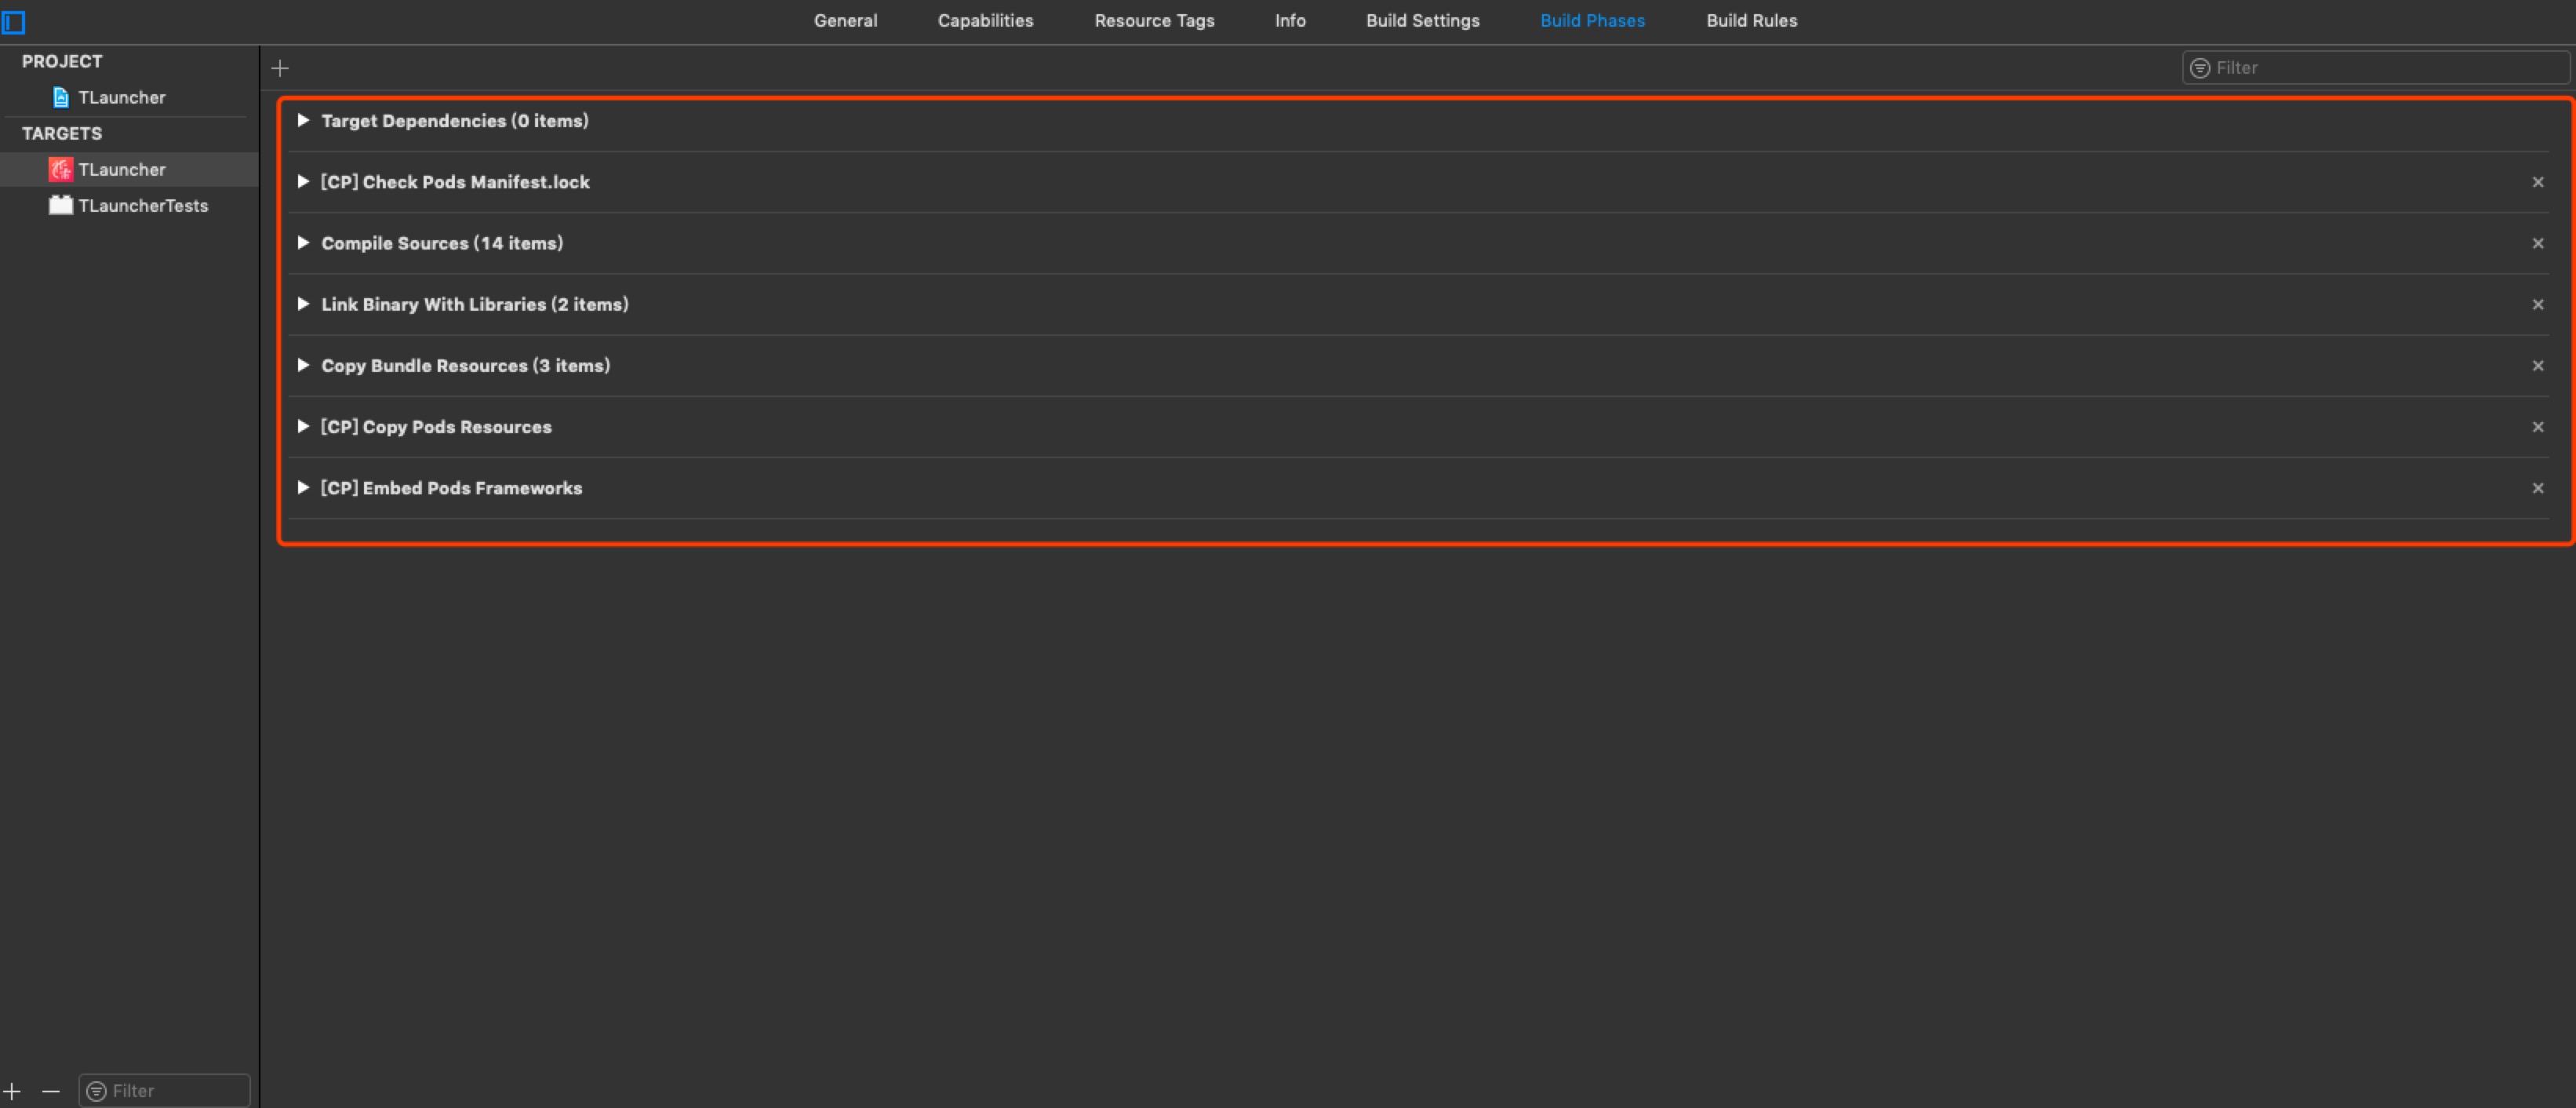 General Capabilities Resource Tags Info Build Settings Build Phases Build Rules
PROJECT
TLauncher
TARGETS
TLauncher
TLauncherTests
Filter
Target Dependencies (0 items)
[CP] Check Pods Manifest.lock
Compile Sources (14 items)
Link Binary With Libraries (2 items)
Copy Bundle Resources (3 items)
[CP] Copy Pods Resources
[CP] Embed Pods Frameworks
Filter